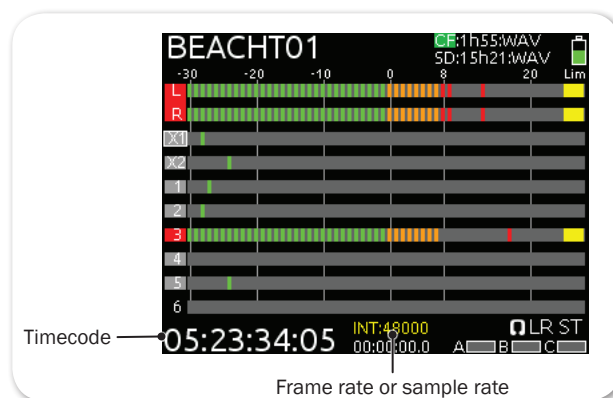 BEACHT01
CF:1h55:WAV
SD:15h21:WAV
-30 -20 -10 0 8 20 Lim
L
R
X1
X2
1
2
3
4
5
6
Timecode
05:23:34:05
INT:48000
00:00:00.0
LR ST
A B C
Frame rate or sample rate